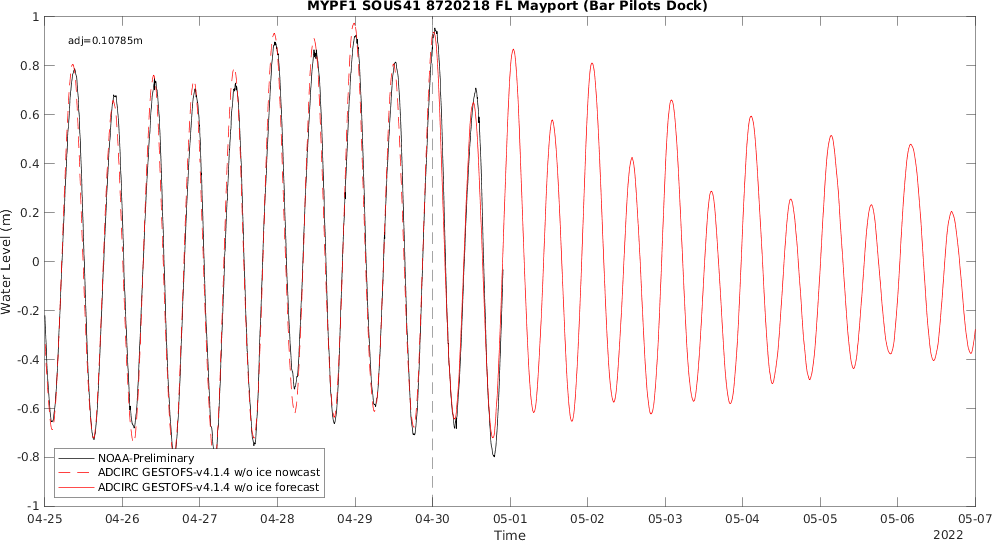 MYPF1 SOUS41 8720218 FL Mayport (Bar Pilots Dock)
adj=0.10785m
1
0.8
0.6
0.4
0.2
0
-0.2
-0.4
-0.6
-0.8
-1
Water Level (m)
NOAA-Preliminary
ADCIRC GESTOFS-v4.1.4 w/o ice nowcast
ADCIRC GESTOFS-v4.1.4 w/o ice forecast
04-25 04-26 04-27 04-28 04-29 04-30 05-01 05-02 05-03 05-04 05-05 05-06 05-07
Time
2022